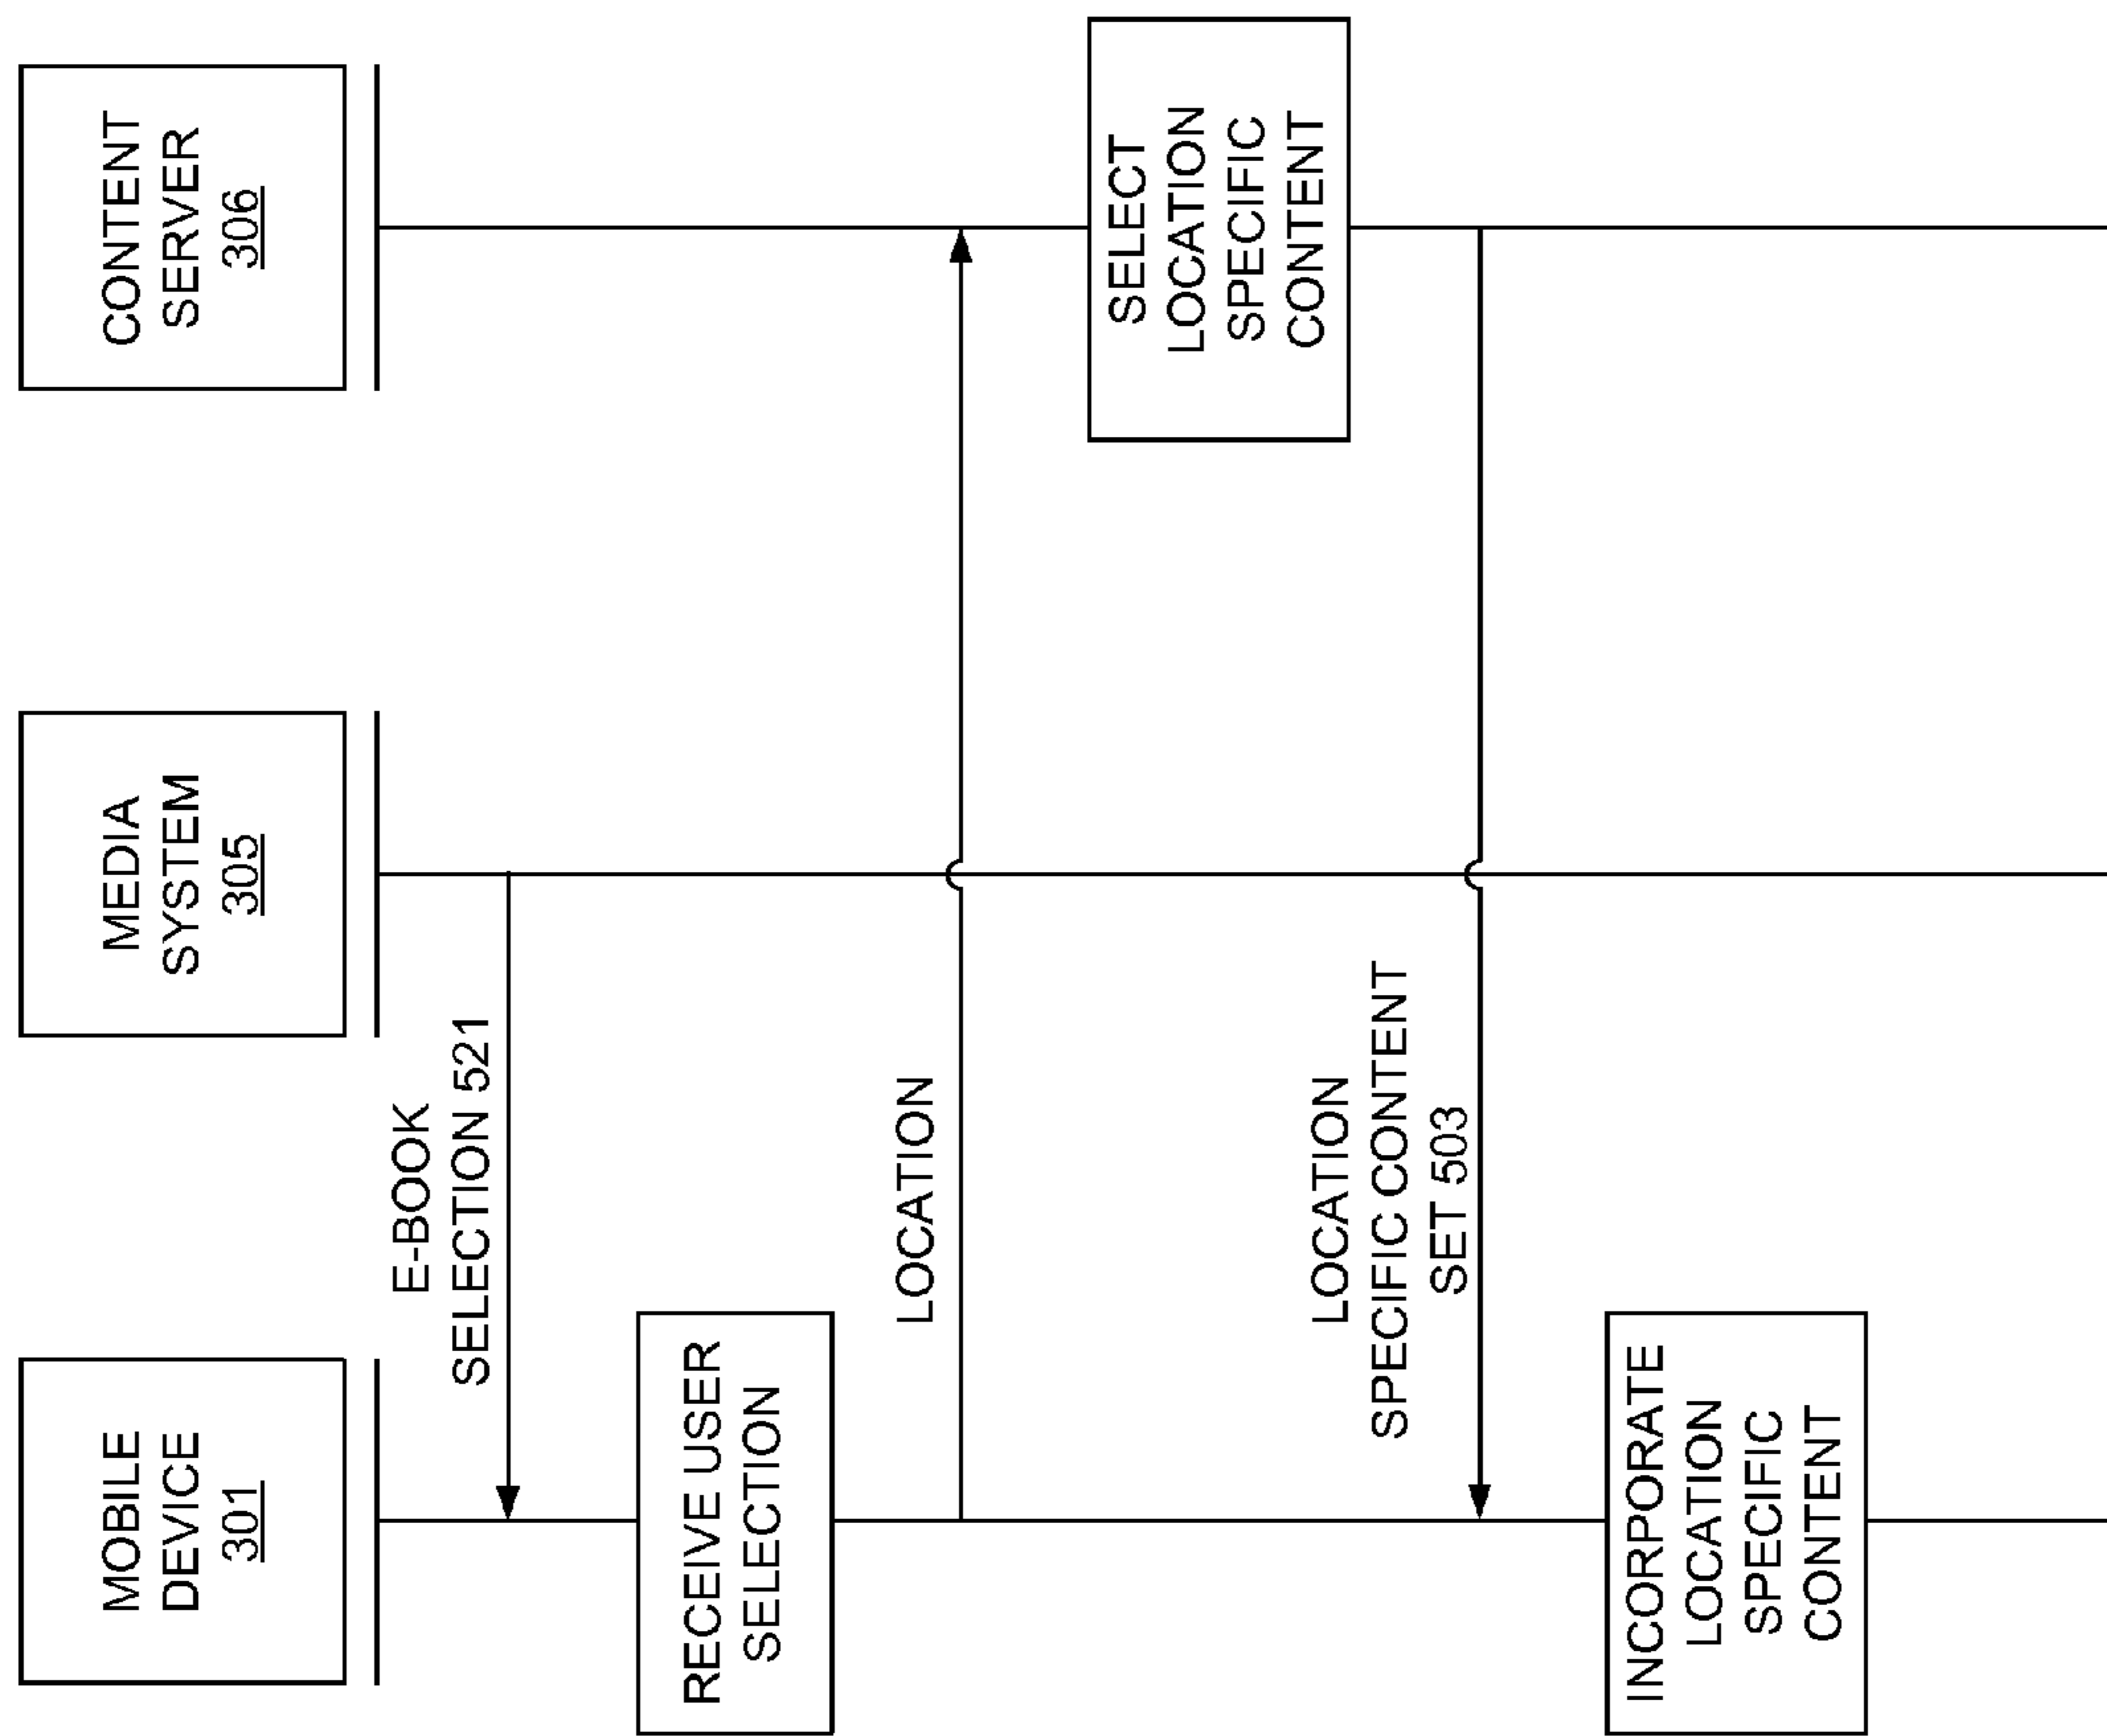 MOBILE
DEVICE
301
MEDIA
SYSTEM
305
CONTENT
SERVER
306
E-BOOK
SELECTION 521
RECEIVE USER
SELECTION
LOCATION
SELECT
LOCATION
SPECIFIC
CONTENT
LOCATION
SPECIFIC CONTENT
SET 503
INCORPORATE
LOCATION
SPECIFIC
CONTENT